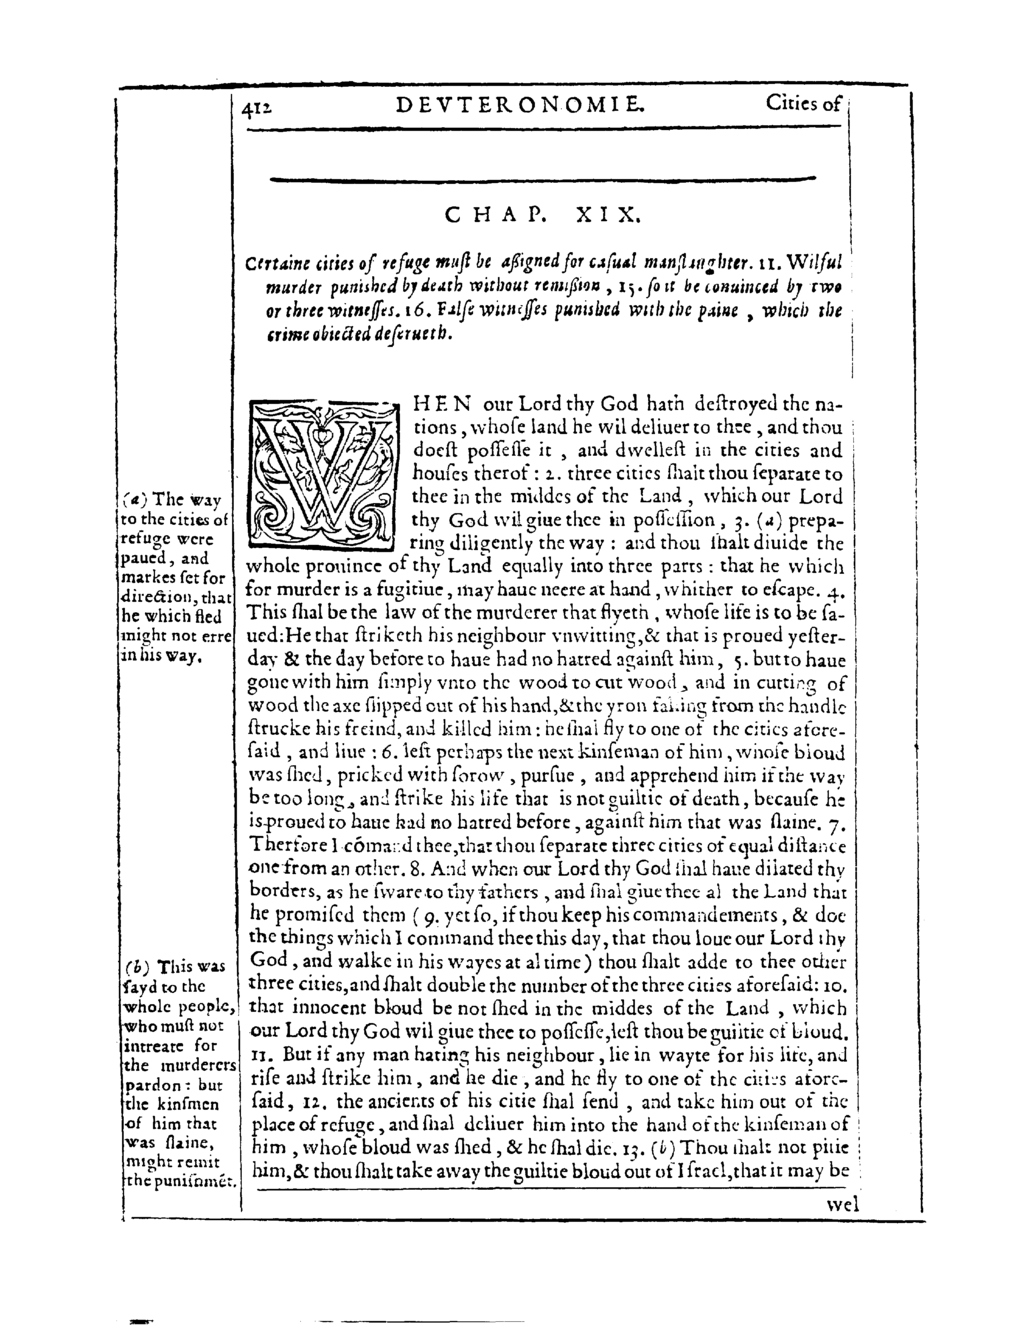 412 DEVTERONOMIE. Cities of
CHAP. XIX.
Certaine cities of refuge muſt be aßigned for caſual manſlaughter. 11. Wilful
murder punished by death without remißion, 15. ſo it be conuinced by two
or three witneſſes. 16. Falſe witneſſes punished with the paine, which the
crime obiected deſerueth.
WHEN our Lord thy God hath deſtroyed the na-
tions, whoſe land he wil deliuer to thee, and thou
doeſt poſſeſſe it, and dwelleſt in the cities and
houſes therof: 2. three cities ſhalt thou ſeparate to
thee in the middes of the Land, which our Lord
thy God wil giue thee in poſſeſſion, 3. (a) prepa-
ring diligently the way: and thou ſhalt diuide the
whole prouince of thy Land equally into three parts: that he which
for murder is a fugitiue, may haue neere at hand, whither to eſcape. 4.
This ſhal be the law of the murderer that flyeth, whoſe life is to be ſa-
ued: He that ſtriketh his neighbour vnwitting, & that is proued yeſter-
day & the day before to haue had no hatred againſt him, 5. but to haue
gone with him ſimply vnto the wood to cut wood, and in cutting of
wood the axe ſlipped out of his hand, & the yron falling from the handle
ſtrucke his freind, and killed him: he ſhal fly to one of the cities afore-
ſaid, and liue: 6. leſt perhaps the next kinſeman of him, whoſe bloud
was ſhed, pricked with ſorow, purſue, and apprehend him if the way
be too long, and ſtrike his life that is not guiltie of death, becauſe he
is proued to haue had no hatred before, againſt him that was ſlaine. 7.
Therfore I cõmand thee, that thou ſeparate three cities of equal diſtance
one from an other. 8. And when our Lord thy God ſhal haue dilated thy
borders, as he ſware to thy fathers, and ſhal giue thee al the Land that
he promiſed them (9. yet ſo, if thou keep his commandements, & doe
the things which I command thee this day, that thou loue our Lord thy
God, and walke in his wayes at al time) thou ſhalt adde to thee other
three cities, and ſhalt double the number of the three cities aforeſaid: 10.
that innocent bloud be not ſhed in the middes of the Land, which
our Lord thy God wil giue thee to poſſeſſe, leſt thou be guiltie of bloud.
11. But if any man hating his neighbour, lie in wayte for his life, and
riſe and ſtrike him, and he die, and he fly to one of the cities afore-
ſaid, 12. the ancients of his citie ſhal ſend, and take him out of the
place of refuge, and ſhal deliuer him into the hand of the kinſeman of
him, whoſe bloud was ſhed, & he ſhal die. 13. (b) Thou ſhalt not pitie
him, & thou ſhalt take away the guiltie bloud out of Iſrael, that it may be
wel
(a) The way
to the cities of
refuge were
paued, and
markes ſet for
direction, that
he which fled
might not erre
in his way.
(b) This was
ſayd to the
whole people,
who muſt not
intreate for
the murderers
pardon: but
the kinſmen
of him that
was ſlaine,
might remit
the puniſhmẽt.